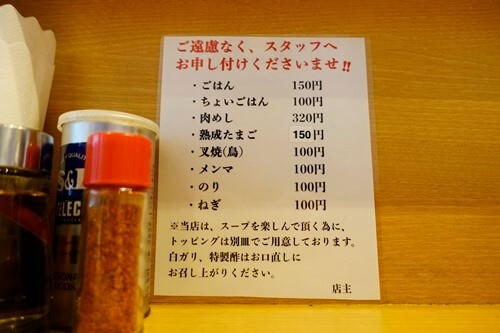 ご遠慮なく、スタッフへ
お申し付けくださいませ!!
・ごはん 150円
・ちょいごはん 100円
・肉めし 320円
・熟成たまご 150円
・叉焼(鳥) 100円
・メンマ 100円
・のり 100円
・ねぎ 100円
※当店は、スープを楽しんで頂く為に、
トッピングは別皿でご用意しております。
白ガリ、特製酢はお口直しに
お召し上がりください。
店主
QUALITY
S&B
SELEC